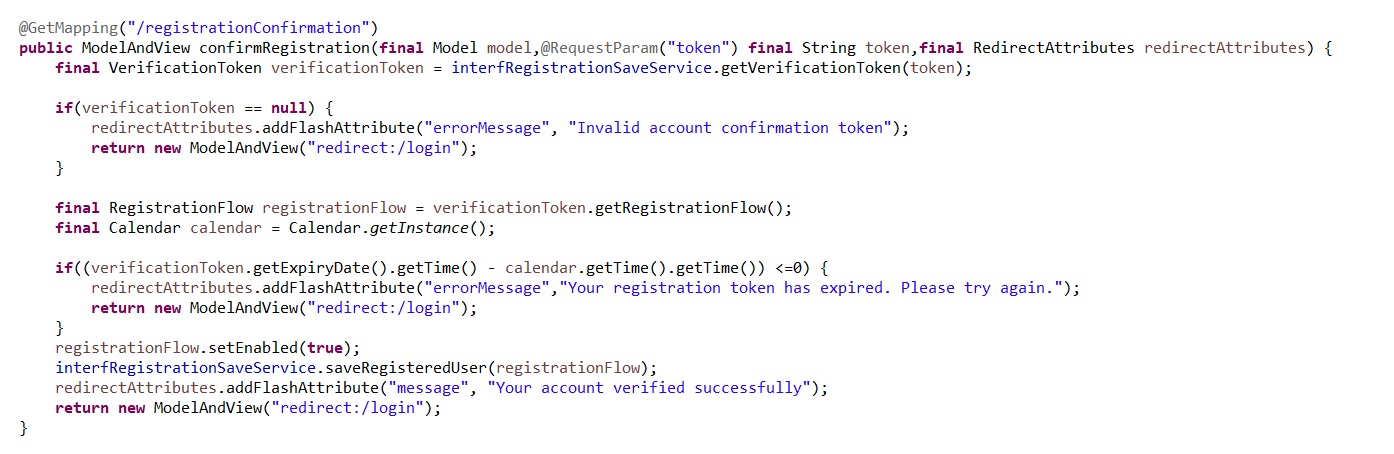 @GetMapping("/registrationConfirmation")
public ModelAndView confirmRegistration(final Model model,@RequestParam("token") final String token,final RedirectAttributes redirectAttributes) {
    final VerificationToken verificationToken = interfRegistrationSaveService.getVerificationToken(token);

    if(verificationToken == null) {
        redirectAttributes.addFlashAttribute("errorMessage", "Invalid account confirmation token");
        return new ModelAndView("redirect:/login");
    }

    final RegistrationFlow registrationFlow = verificationToken.getRegistrationFlow();
    final Calendar calendar = Calendar.getInstance();

    if((verificationToken.getExpiryDate().getTime() - calendar.getTime().getTime()) <=0) {
        redirectAttributes.addFlashAttribute("errorMessage","Your registration token has expired. Please try again.");
        return new ModelAndView("redirect:/login");
    }
    registrationFlow.setEnabled(true);
    interfRegistrationSaveService.saveRegisteredUser(registrationFlow);
    redirectAttributes.addFlashAttribute("message", "Your account verified successfully");
    return new ModelAndView("redirect:/login");
}